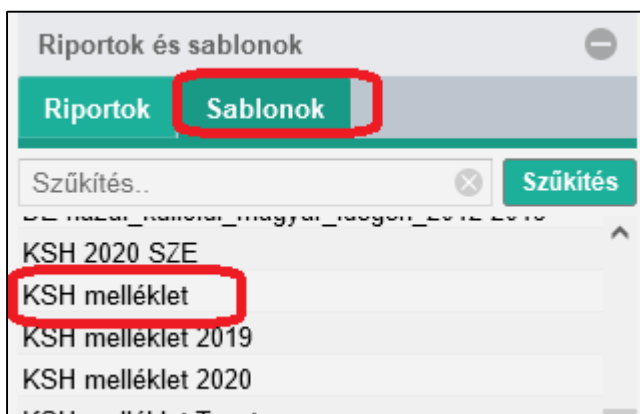 Riportok és sablonok
Riportok Sablonok
Szűkítés.. Szűkítés
KSH 2020 SZE
KSH melléklet
KSH melléklet 2019
KSH melléklet 2020